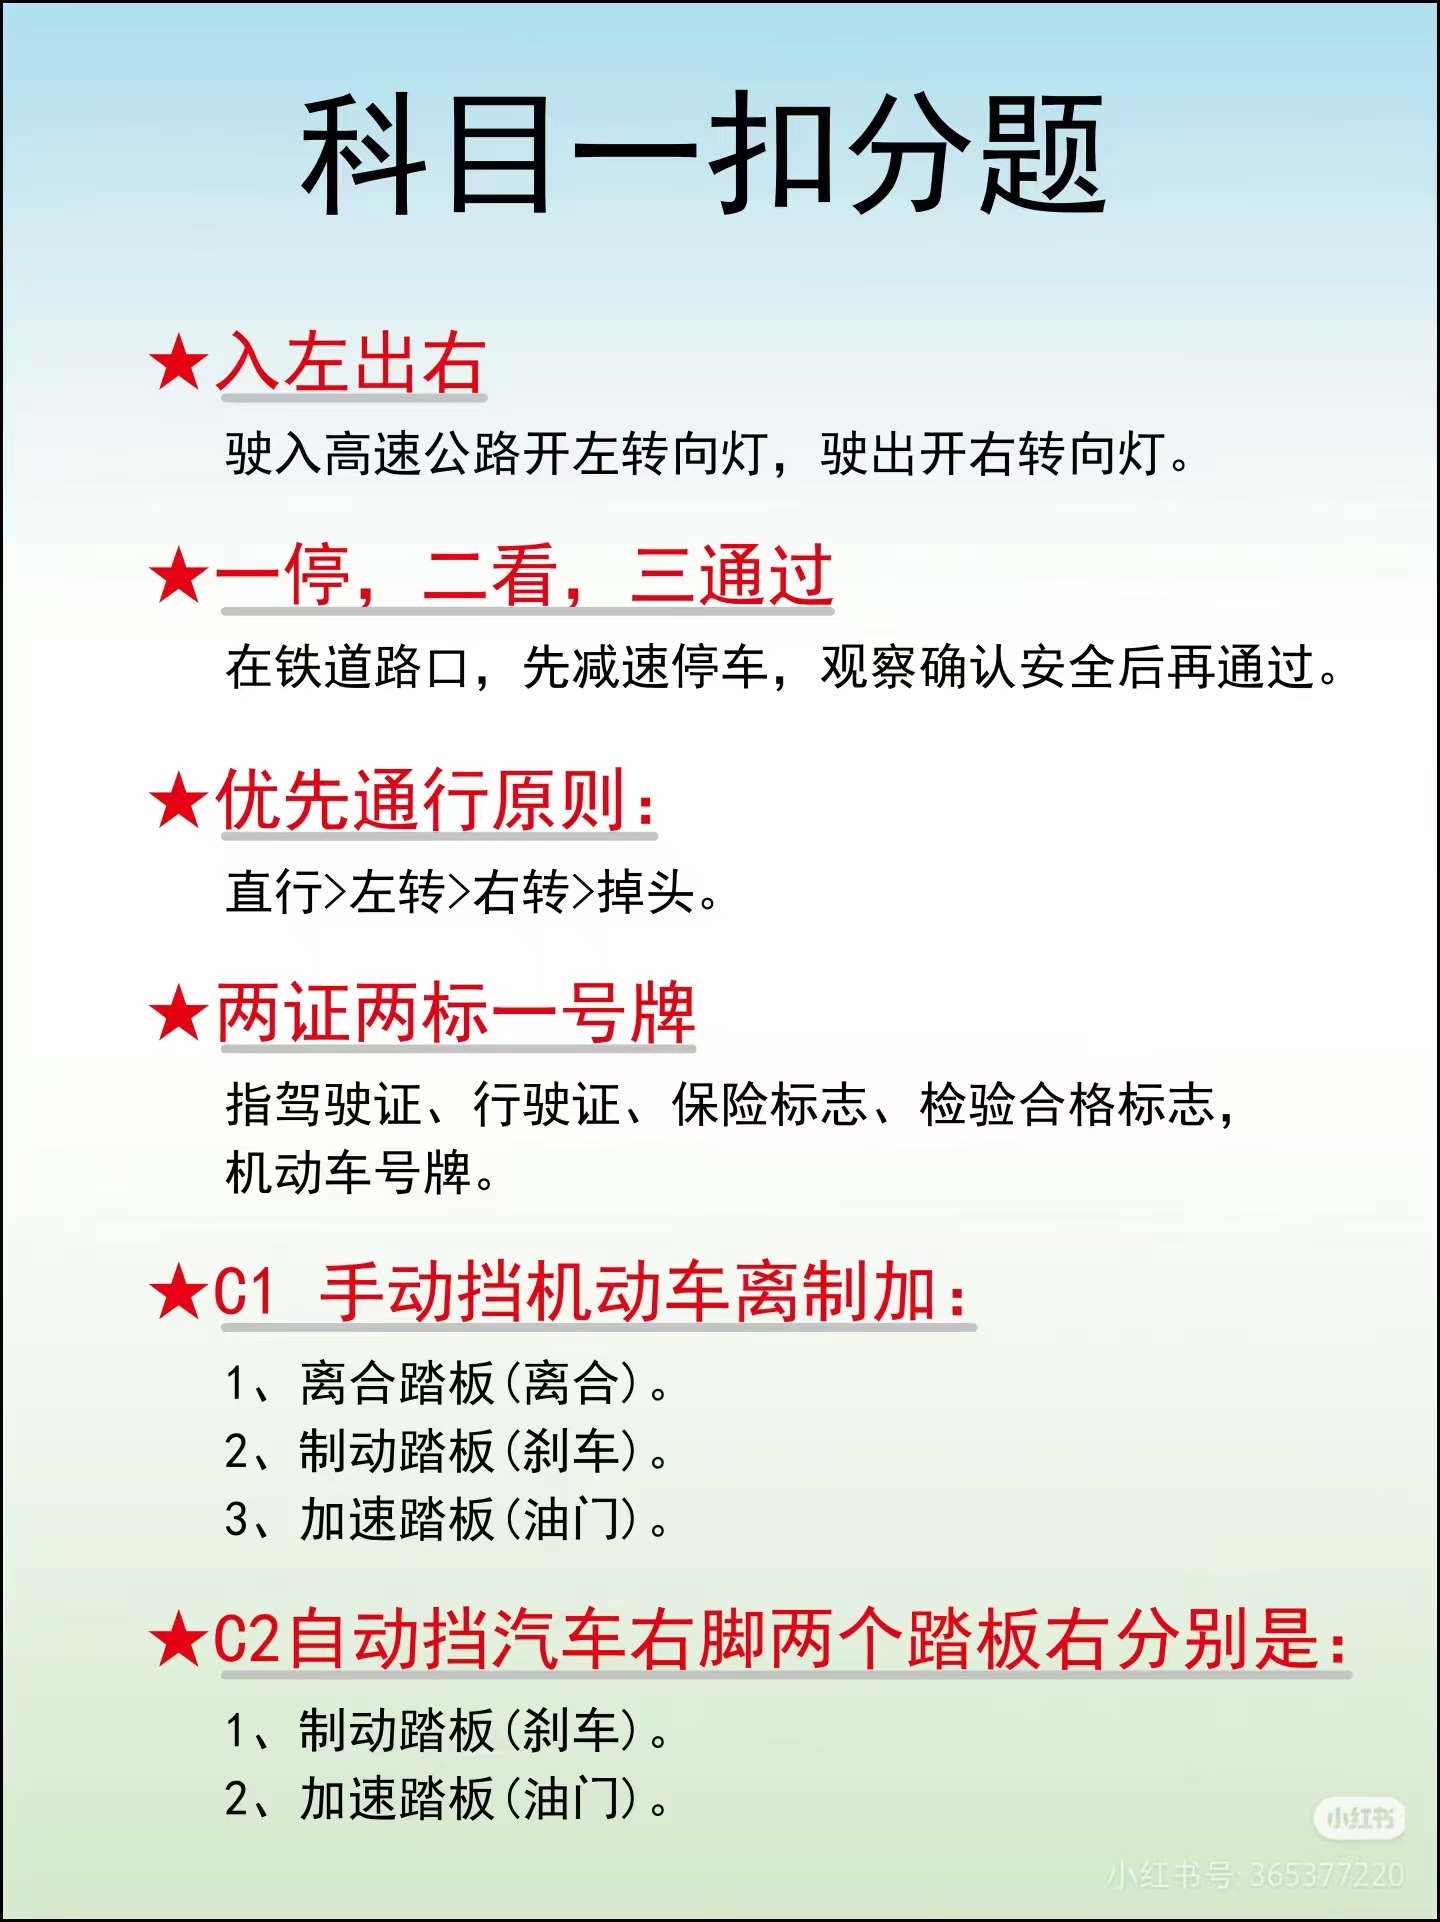 科目一扣分题
★入左出右
驶入高速公路开左转向灯，驶出开右转向灯。
★一停，二看，三通过
在铁道路口，先减速停车，观察确认安全后再通过。
★优先通行原则：
直行>左转>右转>掉头。
★两证两标一号牌
指驾驶证、行驶证、保险标志、检验合格标志，
机动车号牌。
★C1 手动挡机动车离制加：
1、离合踏板(离合)。
2、制动踏板(刹车)。
3、加速踏板(油门)。
★C2自动挡汽车右脚两个踏板右分别是：
1、制动踏板(刹车)。
2、加速踏板(油门)。
小红书
小红书号: 365377220